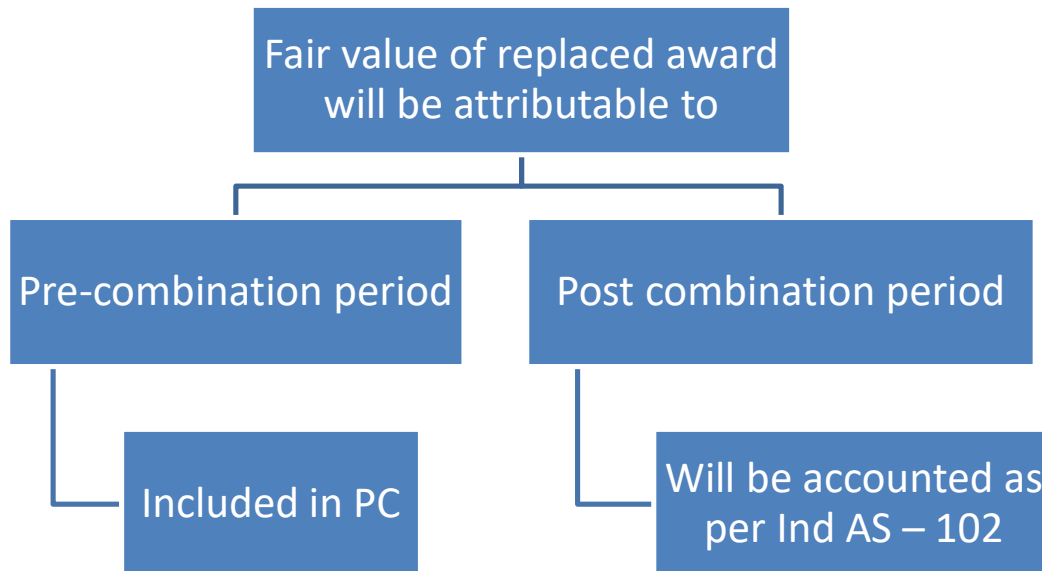 Fair value of replaced award
will be attributable to
Pre-combination period
Post combination period
Included in PC
Will be accounted as
per Ind AS – 102